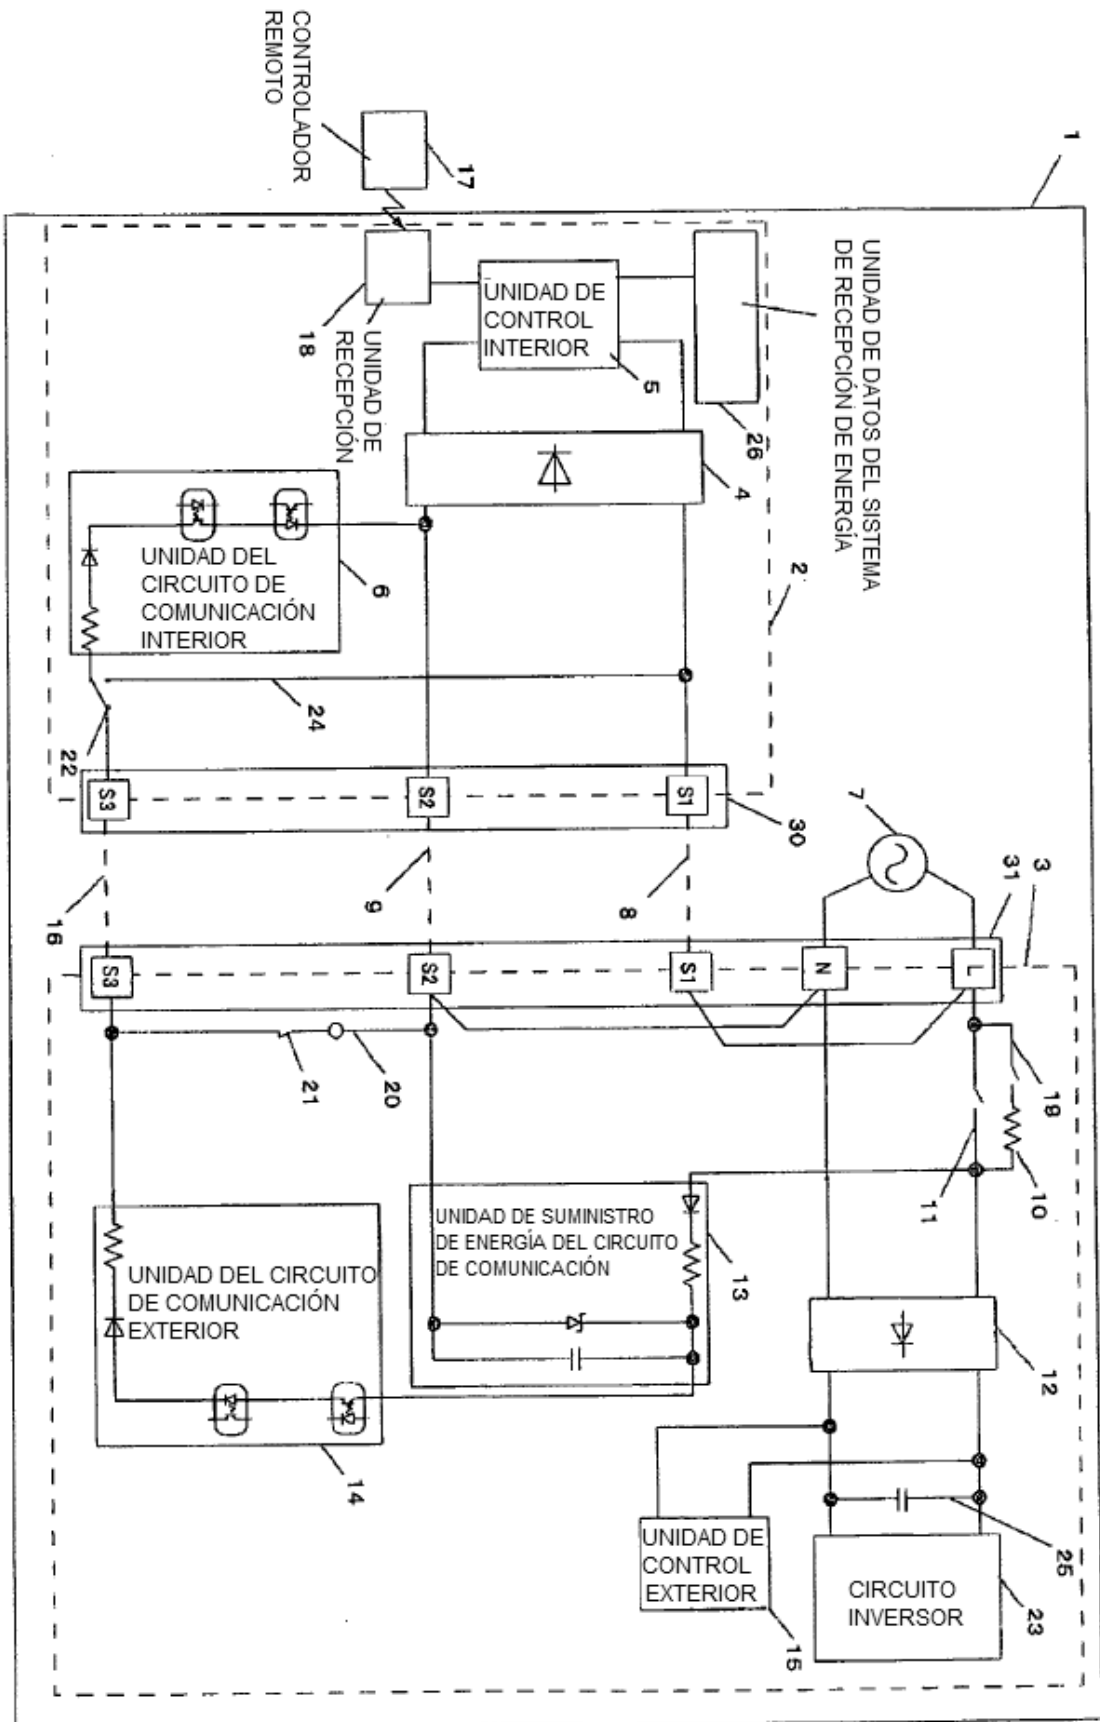 CONTROLADOR
REMOTO
17
1
18
UNIDAD DE
RECEPCIÓN
UNIDAD DE
CONTROL
INTERIOR
5
UNIDAD DE DATOS DEL SISTEMA
DE RECEPCIÓN DE ENERGÍA
26
4
2
UNIDAD DEL
CIRCUITO DE
COMUNICACIÓN
INTERIOR
6
24
22
S3
S2
S1
30
7
16
9
8
31
3
S3
S2
S1
N
L
21
20
19
11
10
UNIDAD DE SUMINISTRO
DE ENERGÍA DEL CIRCUITO
DE COMUNICACIÓN
13
UNIDAD DEL CIRCUITO
DE COMUNICACIÓN
EXTERIOR
14
12
25
UNIDAD DE
CONTROL
EXTERIOR
15
CIRCUITO
INVERSOR
23